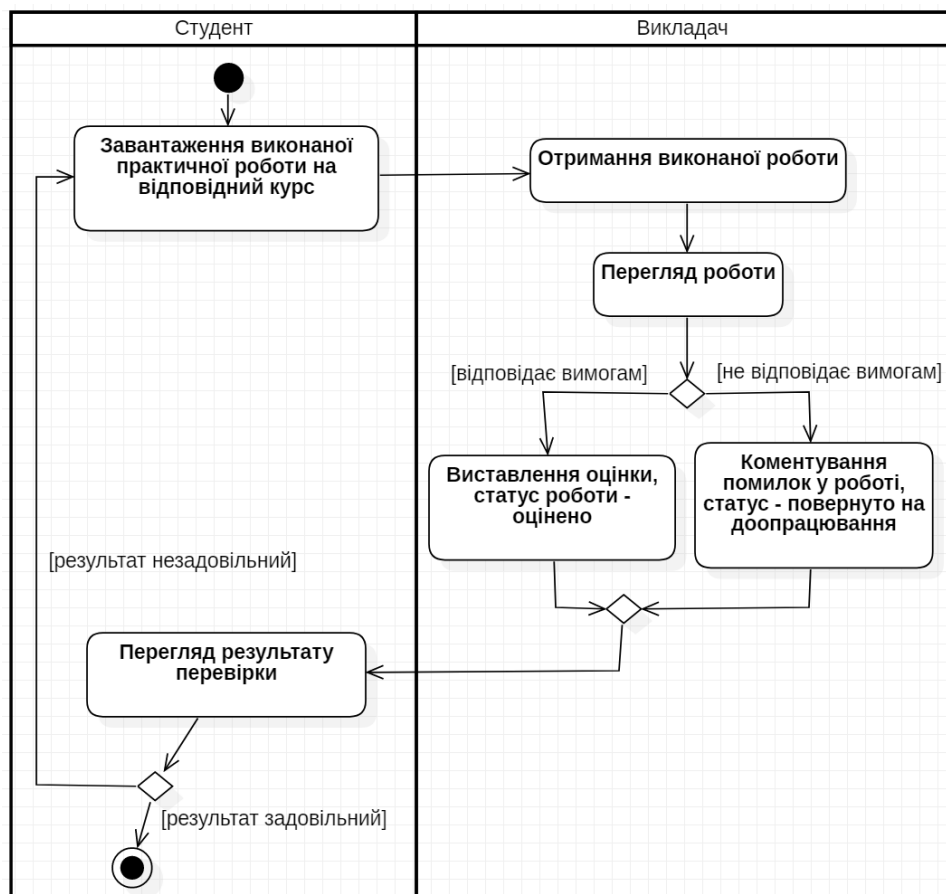 Студент
Викладач
Завантаження виконаної
практичної роботи на
відповідний курс
Отримання виконаної роботи
Перегляд роботи
[відповідає вимогам]
[не відповідає вимогам]
Виставлення оцінки,
статус роботи -
оцінено
Коментування
помилок у роботі,
статус - повернуто на
доопрацювання
[результат незадовільний]
Перегляд результату
перевірки
[результат задовільний]